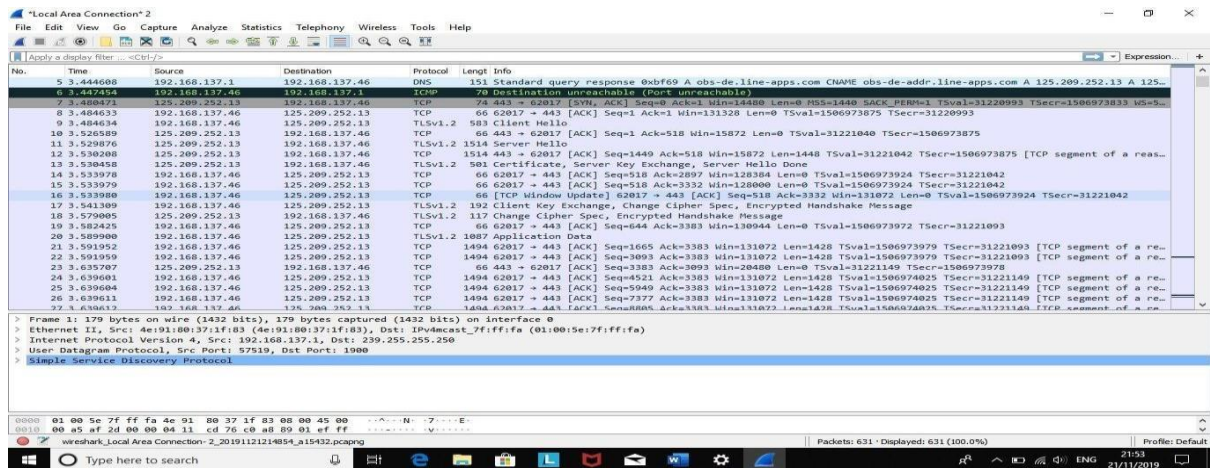 *Local Area Connection* 2
File Edit View Go Capture Analyze Statistics Telephony Wireless Tools Help
Apply a display filter ... <Ctrl-/>
Expression... +
No. Time Source Destination Protocol Lengt Info
5 3.444608 192.168.137.1 192.168.137.46 DNS 151 Standard query response 0xbf69 A obs-de.line-apps.com CNAME obs-de-addr.line-apps.com A 125.209.252.13 A 125…
6 3.447454 192.168.137.46 192.168.137.1 ICMP 70 Destination unreachable (Port unreachable)
7 3.480471 125.209.252.13 192.168.137.46 TCP 74 443 → 62017 [SYN, ACK] Seq=0 Ack=1 Win=14480 Len=0 MSS=1440 SACK_PERM=1 TSval=31220993 TSecr=1506973833 WS=5…
8 3.484633 192.168.137.46 125.209.252.13 TCP 66 62017 → 443 [ACK] Seq=1 Ack=1 Win=131328 Len=0 TSval=1506973875 TSecr=31220993
9 3.484634 192.168.137.46 125.209.252.13 TLSv1.2 583 Client Hello
10 3.526589 125.209.252.13 192.168.137.46 TCP 66 443 → 62017 [ACK] Seq=1 Ack=518 Win=15872 Len=0 TSval=31221040 TSecr=1506973875
11 3.529876 125.209.252.13 192.168.137.46 TLSv1.2 1514 Server Hello
12 3.530208 125.209.252.13 192.168.137.46 TCP 1514 443 → 62017 [ACK] Seq=1449 Ack=518 Win=15872 Len=1448 TSval=31221042 TSecr=1506973875 [TCP segment of a reas…
13 3.530458 125.209.252.13 192.168.137.46 TLSv1.2 501 Certificate, Server Key Exchange, Server Hello Done
14 3.533978 192.168.137.46 125.209.252.13 TCP 66 62017 → 443 [ACK] Seq=518 Ack=2897 Win=128384 Len=0 TSval=1506973924 TSecr=31221042
15 3.533979 192.168.137.46 125.209.252.13 TCP 66 62017 → 443 [ACK] Seq=518 Ack=3332 Win=128000 Len=0 TSval=1506973924 TSecr=31221042
16 3.533980 192.168.137.46 125.209.252.13 TCP 66 [TCP Window Update] 62017 → 443 [ACK] Seq=518 Ack=3332 Win=131072 Len=0 TSval=1506973924 TSecr=31221042
17 3.541309 192.168.137.46 125.209.252.13 TLSv1.2 192 Client Key Exchange, Change Cipher Spec, Encrypted Handshake Message
18 3.579005 125.209.252.13 192.168.137.46 TLSv1.2 117 Change Cipher Spec, Encrypted Handshake Message
19 3.582425 192.168.137.46 125.209.252.13 TCP 66 62017 → 443 [ACK] Seq=644 Ack=3383 Win=130944 Len=0 TSval=1506973972 TSecr=31221093
20 3.589900 192.168.137.46 125.209.252.13 TLSv1.2 1087 Application Data
21 3.591952 192.168.137.46 125.209.252.13 TCP 1494 62017 → 443 [ACK] Seq=1665 Ack=3383 Win=131072 Len=1428 TSval=1506973979 TSecr=31221093 [TCP segment of a re…
22 3.591959 192.168.137.46 125.209.252.13 TCP 1494 62017 → 443 [ACK] Seq=3093 Ack=3383 Win=131072 Len=1428 TSval=1506973979 TSecr=31221093 [TCP segment of a re…
23 3.635707 125.209.252.13 192.168.137.46 TCP 66 443 → 62017 [ACK] Seq=3383 Ack=3093 Win=20480 Len=0 TSval=31221149 TSecr=1506973978
24 3.639601 192.168.137.46 125.209.252.13 TCP 1494 62017 → 443 [ACK] Seq=4521 Ack=3383 Win=131072 Len=1428 TSval=1506974025 TSecr=31221149 [TCP segment of a re…
25 3.639604 192.168.137.46 125.209.252.13 TCP 1494 62017 → 443 [ACK] Seq=5949 Ack=3383 Win=131072 Len=1428 TSval=1506974025 TSecr=31221149 [TCP segment of a re…
26 3.639611 192.168.137.46 125.209.252.13 TCP 1494 62017 → 443 [ACK] Seq=7377 Ack=3383 Win=131072 Len=1428 TSval=1506974025 TSecr=31221149 [TCP segment of a re…
27 3.639612 192.168.137.46 125.209.252.13 TCP 1494 62017 → 443 [ACK] Seq=8805 Ack=3383 Win=131072 Len=1428 TSval=1506974025 TSecr=31221149 [TCP segment of a re…
> Frame 1: 179 bytes on wire (1432 bits), 179 bytes captured (1432 bits) on interface 0
> Ethernet II, Src: 4e:91:80:37:1f:83 (4e:91:80:37:1f:83), Dst: IPv4mcast_7f:ff:fa (01:00:5e:7f:ff:fa)
> Internet Protocol Version 4, Src: 192.168.137.1, Dst: 239.255.255.250
> User Datagram Protocol, Src Port: 57519, Dst Port: 1900
> Simple Service Discovery Protocol
0000 01 00 5e 7f ff fa 4e 91 80 37 1f 83 08 00 45 00 ··^···N· ·7····E·
0010 00 a5 af 2d 00 00 04 11 cd 76 c0 a8 89 01 ef ff
wireshark_Local Area Connection- 2_20191121214854_a15432.pcapng
Packets: 631 · Displayed: 631 (100.0%)
Profile: Default
Type here to search
ENG
21:53
21/11/2019